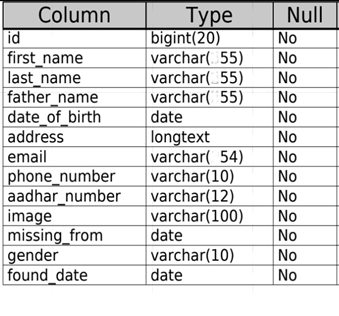 Column Type Null
id bigint(20) No
first_name varchar( 55) No
last_name varchar( 55) No
father_name varchar( 55) No
date_of_birth date No
address longtext No
email varchar( 54) No
phone_number varchar(10) No
aadhar_number varchar(12) No
image varchar(100) No
missing_from date No
gender varchar(10) No
found_date date No